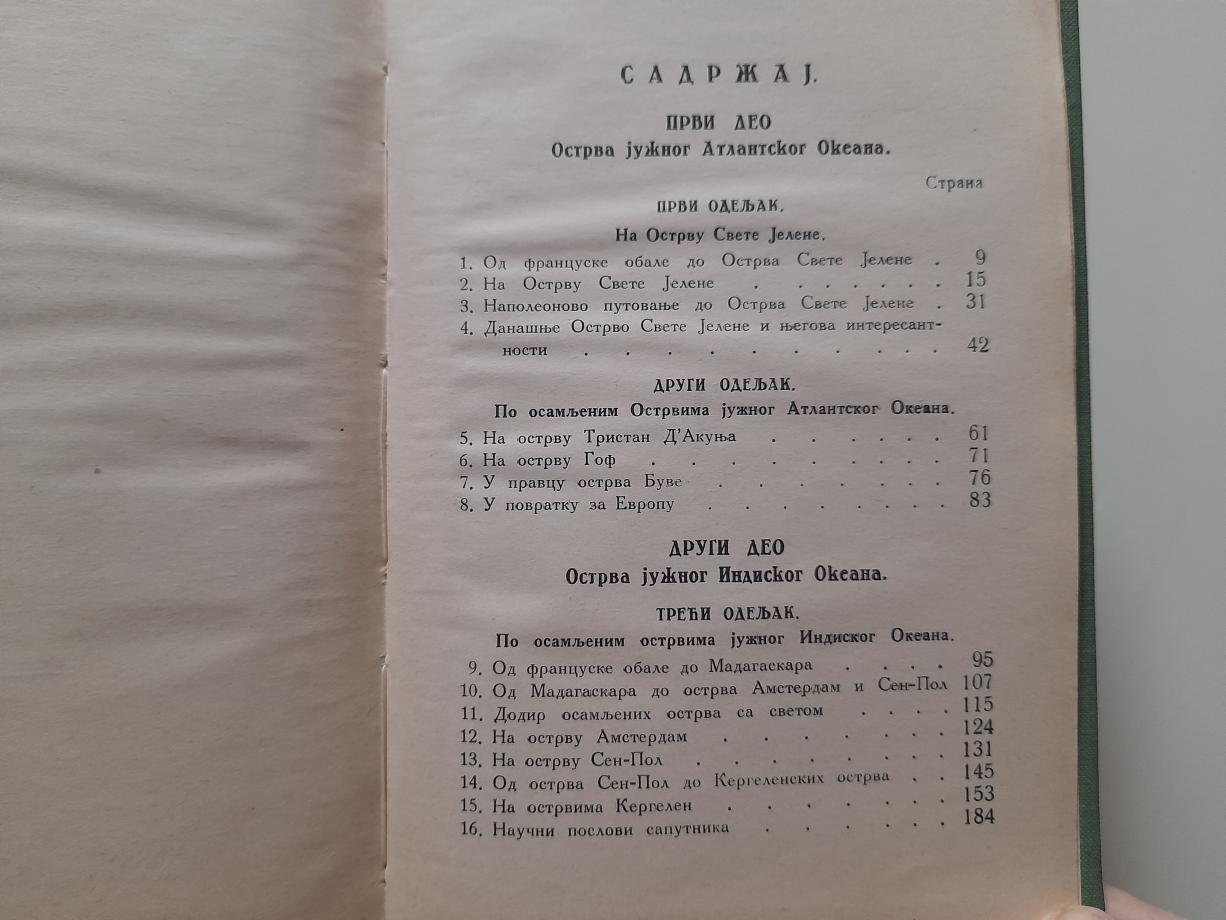 САДРЖАЈ.
ПРВИ ДЕО
Острва јужног Атлантског Океана.
Страна
ПРВИ ОДЕЉАК.
На Острву Свете Јелене.
1. Од француске обале до Острва Свете Јелене . 9
2. На Острву Свете Јелене . . . . . . . 15
3. Наполеоново путовање до Острва Свете Јелене . 31
4. Данашње Острво Свете Јелене и његова интересант-
ности . . . . . . . . . . 42
ДРУГИ ОДЕЉАК.
По осамљеним Острвима јужног Атлантског Океана.
5. На острву Тристан Д'Акуња . . . . . 61
6. На острву Гоф . . . . . . . . 71
7. У правцу острва Буве . . . . . . 76
8. У повратку за Европу . . . . . . . 83
ДРУГИ ДЕО
Острва јужног Индиског Океана.
ТРЕЋИ ОДЕЉАК.
По осамљеним острвима јужног Индиског Океана.
9. Од француске обале до Мадагаскара . . . . 95
10. Од Мадагаскара до острва Амстердам и Сен-Пол 107
11. Додир осамљених острва са светом . . . . 115
12. На острву Амстердам . . . . . . 124
13. На острву Сен-Пол . . . . . . . 131
14. Од острва Сен-Пол до Кергеленских острва . . 145
15. На острвима Кергелен . . . . . . 153
16. Научни послови сапутника . . . . . 184